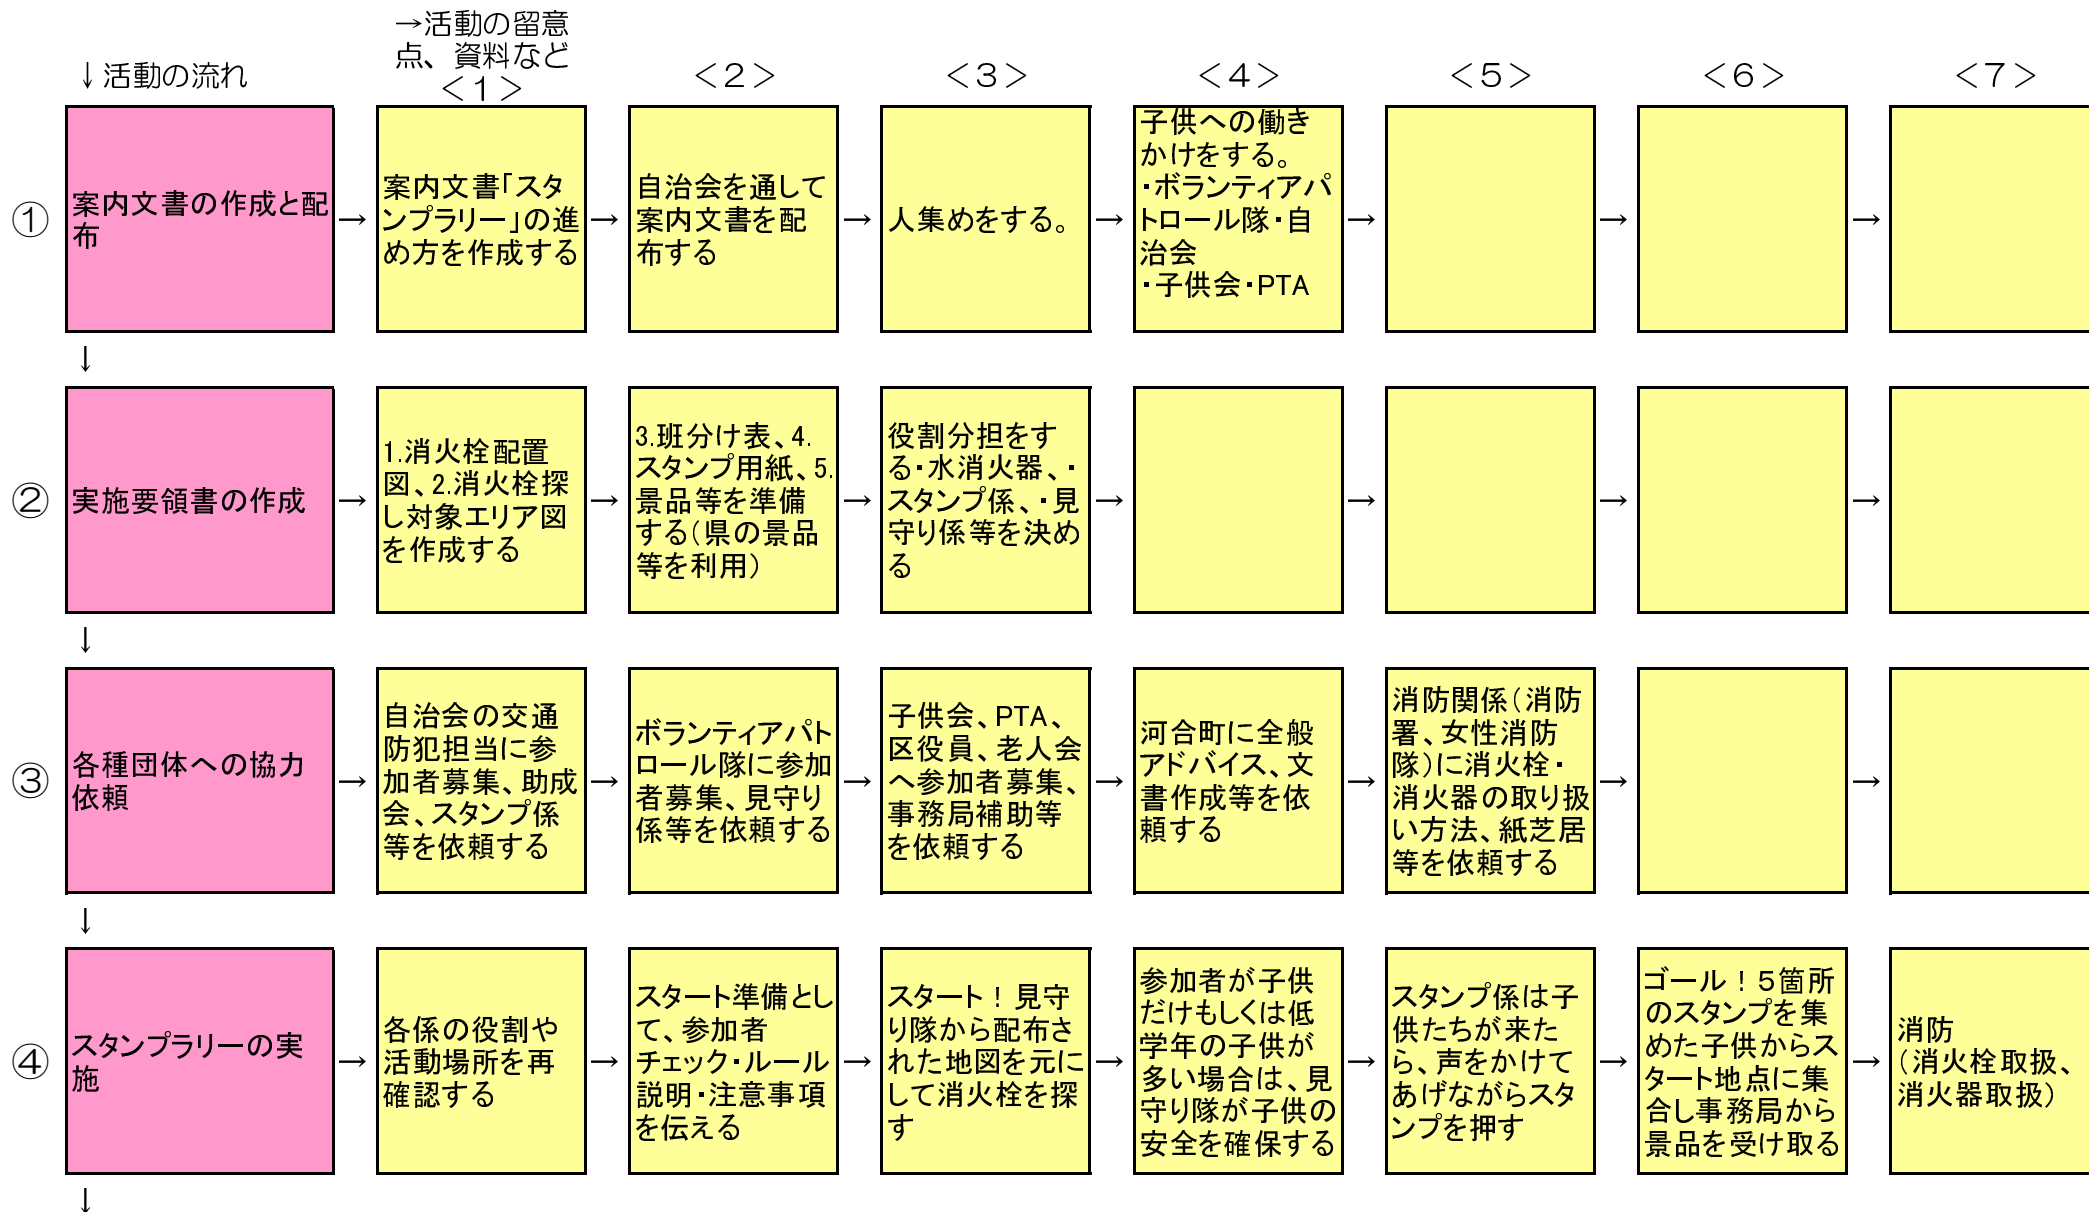 →活動の留意
点、資料など
↓活動の流れ
＜１＞
＜２＞
＜３＞
＜４＞
＜５＞
＜６＞
＜７＞
①
案内文書の作成と配
布
→
案内文書「スタ
ンプラリー」の進
め方を作成する
→
自治会を通して
案内文書を配
布する
→
人集めをする。
→
子供への働き
かけをする。
・ボランティアパ
トロール隊・自
治会
・子供会・PTA
→
→
→
↓
②
実施要領書の作成
→
1.消火栓配置
図、2.消火栓探
し対象エリア図
を作成する
→
3.班分け表、4.
スタンプ用紙、5.
景品等を準備
する（県の景品
等を利用）
→
役割分担をす
る・水消火器、・
スタンプ係、・見
守り係等を決め
る
→
→
→
→
↓
③
各種団体への協力
依頼
→
自治会の交通
防犯担当に参
加者募集、助成
会、スタンプ係
等を依頼する
→
ボランティアパト
ロール隊に参加
者募集、見守り
係等を依頼する
→
子供会、PTA、
区役員、老人会
へ参加者募集、
事務局補助等
を依頼する
→
河合町に全般
アドバイス、文
書作成等を依
頼する
→
消防関係（消防
署、女性消防
隊）に消火栓・
消火器の取り扱
い方法、紙芝居
等を依頼する
→
→
↓
④
スタンプラリーの実
施
→
各係の役割や
活動場所を再
確認する
→
スタート準備とし
て、参加者
チェック・ルール
説明・注意事項
を伝える
→
スタート！見守
り隊から配布さ
れた地図を元に
して消火栓を探
す
→
参加者が子供
だけもしくは低
学年の子供が
多い場合は、見
守り隊が子供の
安全を確保する
→
スタンプ係は子
供たちが来た
ら、声をかけて
あげながらスタ
ンプを押す
→
ゴール！５箇所
のスタンプを集
めた子供からス
タート地点に集
合し事務局から
景品を受け取る
→
消防
（消火栓取扱、
消火器取扱）
↓